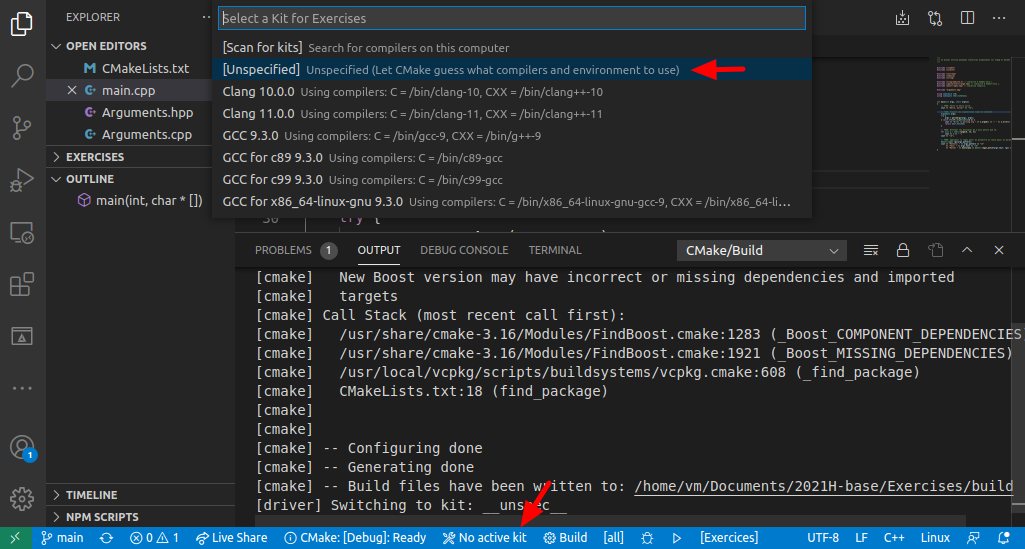 EXPLORER
Select a Kit for Exercises
[Scan for kits] Search for compilers on this computer
[Unspecified] Unspecified (Let CMake guess what compilers and environment to use)
Clang 10.0.0 Using compilers: C = /bin/clang-10, CXX = /bin/clang++-10
Clang 11.0.0 Using compilers: C = /bin/clang-11, CXX = /bin/clang++-11
GCC 9.3.0 Using compilers: C = /bin/gcc-9, CXX = /bin/g++-9
GCC for c89 9.3.0 Using compilers: C = /bin/c89-gcc
GCC for c99 9.3.0 Using compilers: C = /bin/c99-gcc
GCC for x86_64-linux-gnu 9.3.0 Using compilers: C = /bin/x86_64-linux-gnu-gcc-9, CXX = /bin/x86_64-li...
OPEN EDITORS
CMakeLists.txt
main.cpp
Arguments.hpp
Arguments.cpp
EXERCISES
OUTLINE
main(int, char * [])
TIMELINE
NPM SCRIPTS
30
try {
PROBLEMS 1 OUTPUT DEBUG CONSOLE TERMINAL CMake/Build
[cmake] New Boost version may have incorrect or missing dependencies and imported
[cmake] targets
[cmake] Call Stack (most recent call first):
[cmake] /usr/share/cmake-3.16/Modules/FindBoost.cmake:1283 (_Boost_COMPONENT_DEPENDENCIES
[cmake] /usr/share/cmake-3.16/Modules/FindBoost.cmake:1921 (_Boost_MISSING_DEPENDENCIES)
[cmake] /usr/local/vcpkg/scripts/buildsystems/vcpkg.cmake:608 (_find_package)
[cmake] CMakeLists.txt:18 (find_package)
[cmake]
[cmake]
[cmake] -- Configuring done
[cmake] -- Generating done
[cmake] -- Build files have been written to: /home/vm/Documents/2021H-base/Exercises/build
[driver] Switching to kit: __unspec__
1
main 0 1 Live Share CMake: [Debug]: Ready No active kit Build [all] [Exercices] UTF-8 LF C++ Linux